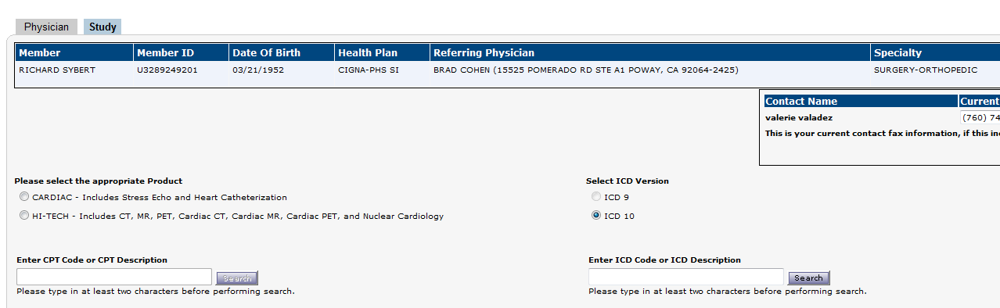 Physician Study
Member Member ID Date Of Birth Health Plan Referring Physician Specialty
RICHARD SYBERT U3289249201 03/21/1952 CIGNA-PHS SI BRAD COHEN (15525 POMERADO RD STE A1 POWAY, CA 92064-2425) SURGERY-ORTHOPEDIC
Contact Name Current
valerie valadez (760) 74
This is your current contact fax information, if this in
Please select the appropriate Product Select ICD Version
CARDIAC - Includes Stress Echo and Heart Catheterization ICD 9
HI-TECH - Includes CT, MR, PET, Cardiac CT, Cardiac MR, Cardiac PET, and Nuclear Cardiology ICD 10
Enter CPT Code or CPT Description Enter ICD Code or ICD Description
Search Search
Please type in at least two characters before performing search. Please type in at least two characters before performing search.